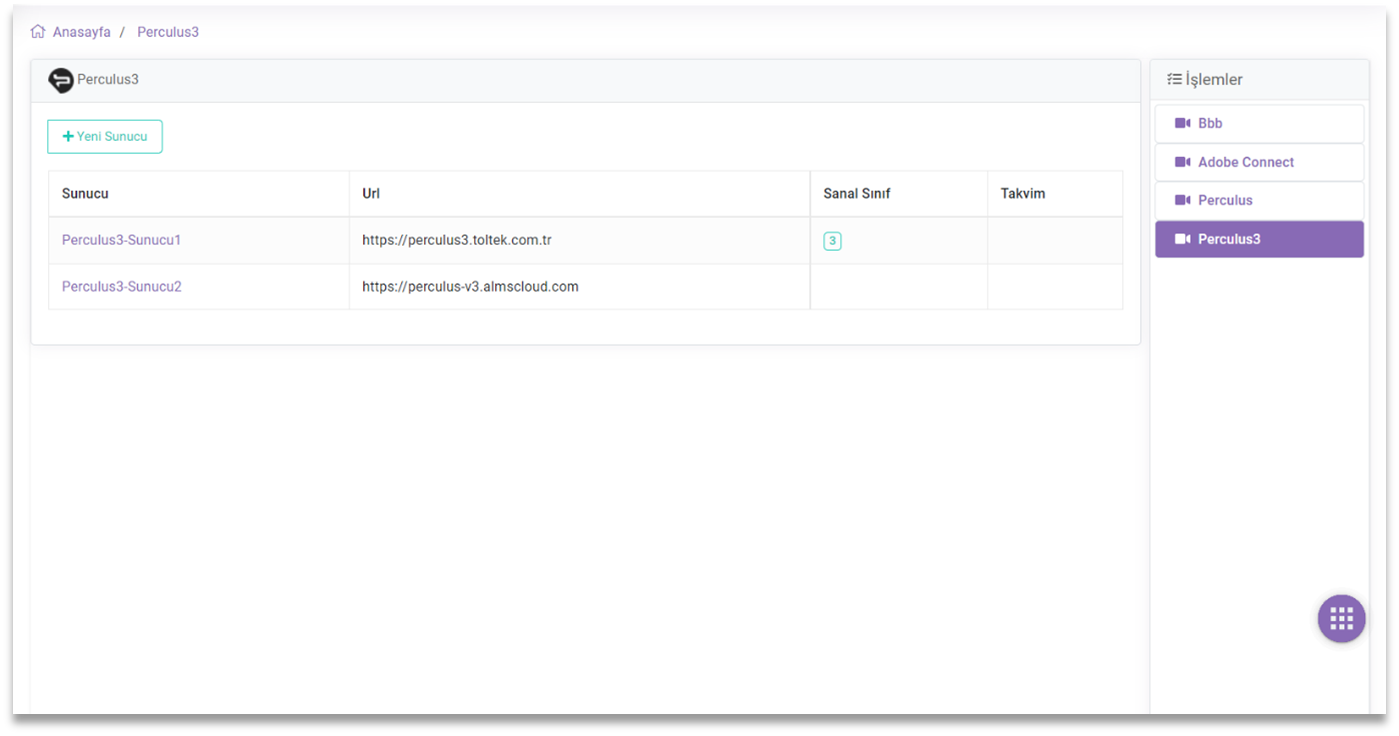 Anasayfa / Perculus3
Perculus3
+ Yeni Sunucu
Sunucu Url Sanal Sınıf Takvim
Perculus3-Sunucu1 https://perculus3.toltek.com.tr 3
Perculus3-Sunucu2 https://perculus-v3.almscloud.com
İşlemler
Bbb
Adobe Connect
Perculus
Perculus3